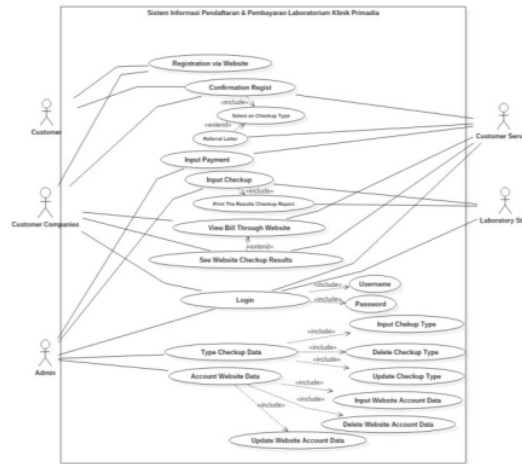 Sistem Informasi Pendaftaran & Pembayaran Laboratorium Klinik Primadia
Registration via Website
Confirmation Regist
«include»
Select an Checkup Type
«extend»
Referral Letter
Customer
Customer Serv
Input Payment
Input Checkup
«include»
Print The Results Checkup Report
Customer Companies
Laboratory St
View Bill Through Website
«extend»
See Website Checkup Results
Login
«include»
Username
«include»
Password
Admin
«include»
Input Chekup Type
Type Checkup Data
«include»
Delete Checkup Type
«include»
Update Checkup Type
Account Website Data
«include»
Input Website Account Data
«include»
Delete Website Account Data
«include»
Update Website Account Data